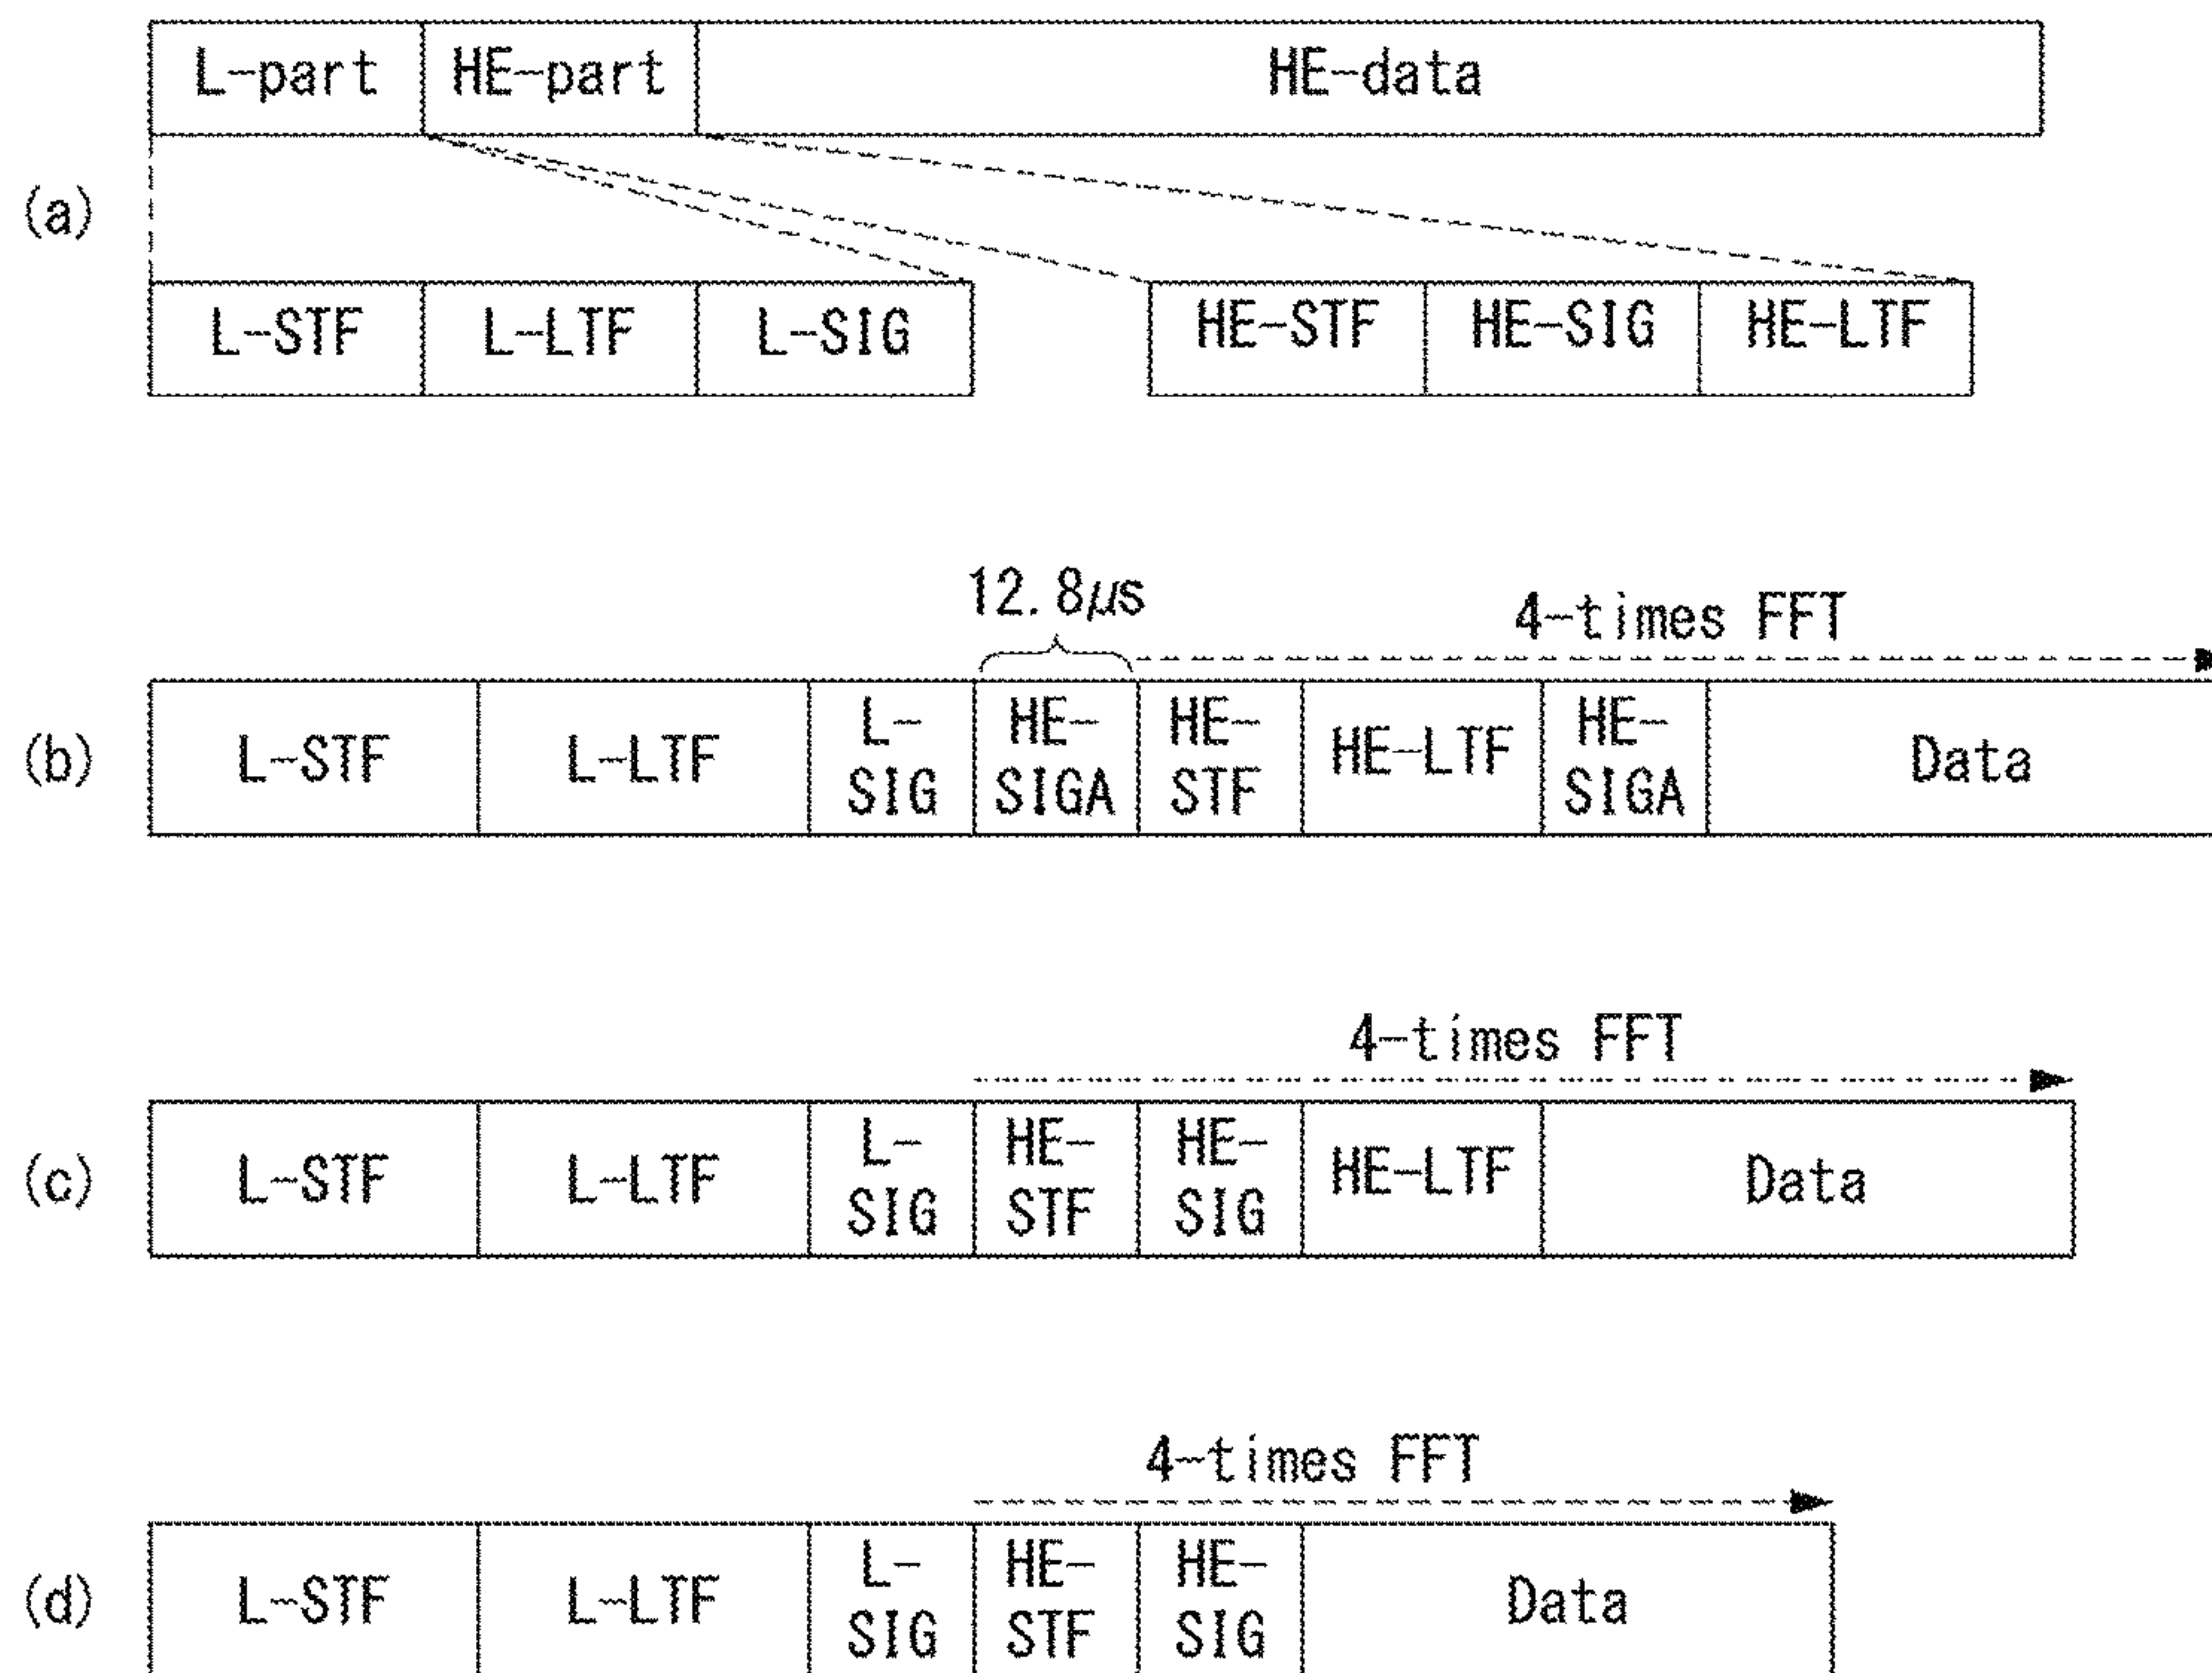 L-part HE-part HE-data
(a)
L-STF L-LTF L-SIG HE-STF HE-SIG HE-LTF
12.8μs
4-times FFT
(b) L-STF L-LTF L-SIG HE-SIGA HE-STF HE-LTF HE-SIGA Data
4-times FFT
(c) L-STF L-LTF L-SIG HE-STF HE-SIG HE-LTF Data
4-times FFT
(d) L-STF L-LTF L-SIG HE-STF HE-SIG Data